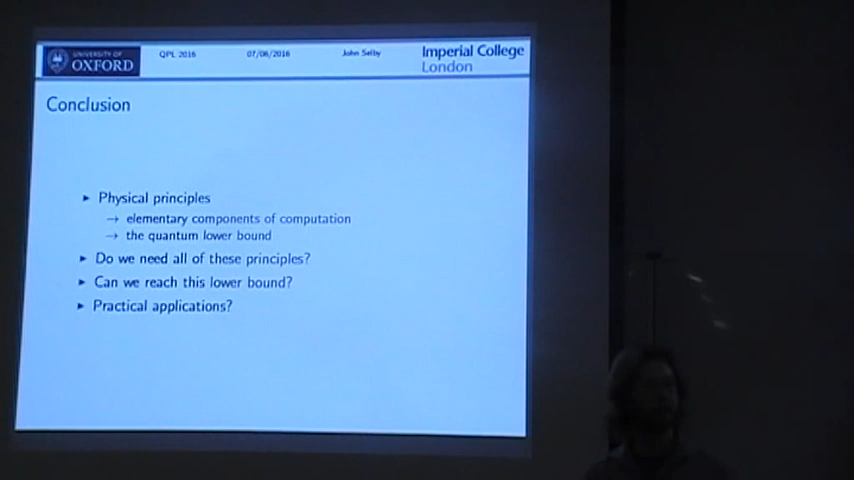 UNIVERSITY OF
OXFORD
QPL 2016
07/06/2016
John Selby
Imperial College
London
Conclusion
► Physical principles
→ elementary components of computation
→ the quantum lower bound
► Do we need all of these principles?
► Can we reach this lower bound?
► Practical applications?